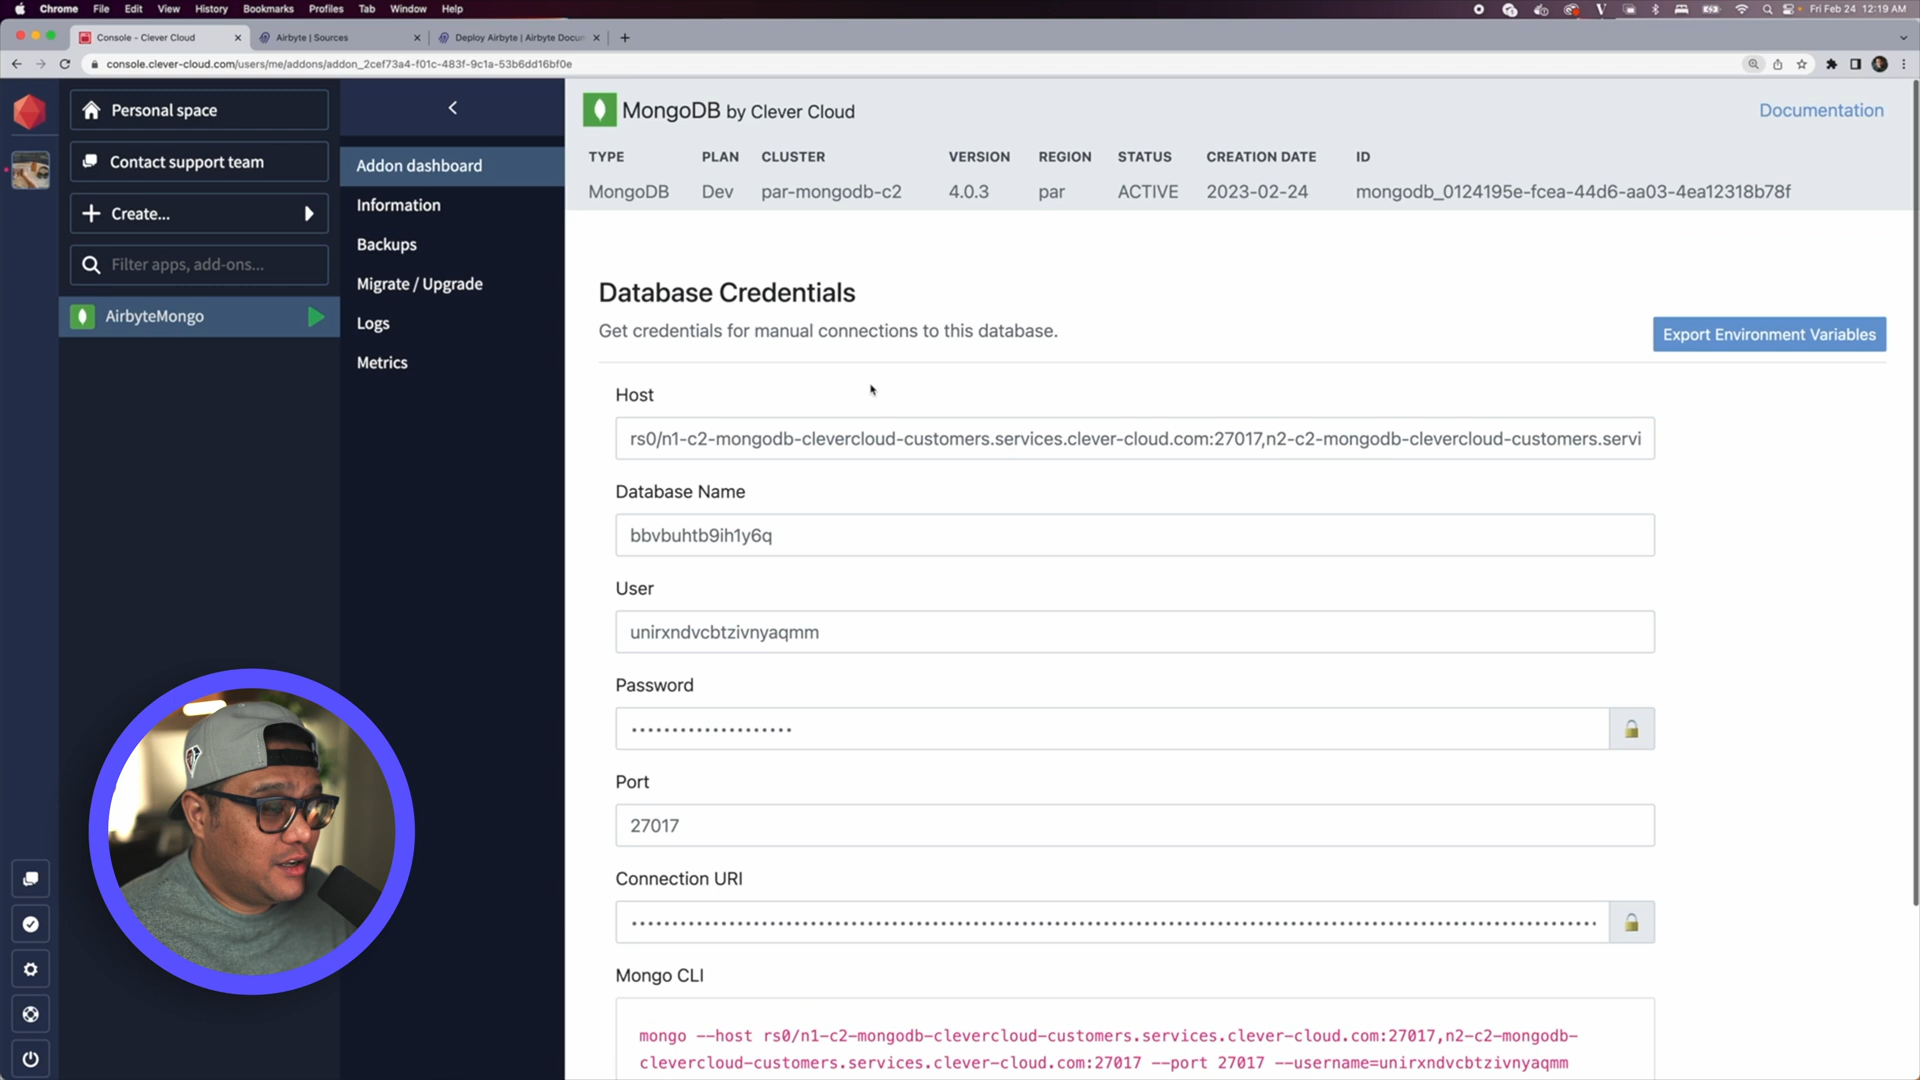 Chrome File Edit View History Bookmarks Profiles Tab Window Help
Fri Feb 24 12:19 AM
Console - Clever Cloud
Airbyte | Sources
Deploy Airbyte | Airbyte Docum
console.clever-cloud.com/users/me/addons/addon_2cef73a4-f01c-483f-9c1a-53b6dd16bf0e
Personal space
Contact support team
Create...
Filter apps, add-ons...
AirbyteMongo
Addon dashboard
Information
Backups
Migrate / Upgrade
Logs
Metrics
MongoDB by Clever Cloud
Documentation
TYPE PLAN CLUSTER VERSION REGION STATUS CREATION DATE ID
MongoDB Dev par-mongodb-c2 4.0.3 par ACTIVE 2023-02-24 mongodb_0124195e-fcea-44d6-aa03-4ea12318b78f
Database Credentials
Get credentials for manual connections to this database.
Export Environment Variables
Host
rs0/n1-c2-mongodb-clevercloud-customers.services.clever-cloud.com:27017,n2-c2-mongodb-clevercloud-customers.servi
Database Name
bbvbuhtb9ih1y6q
User
unirxndvcbtzivnyaqmm
Password
Port
27017
Connection URI
Mongo CLI
mongo --host rs0/n1-c2-mongodb-clevercloud-customers.services.clever-cloud.com:27017,n2-c2-mongodb-
clevercloud-customers.services.clever-cloud.com:27017 --port 27017 --username=unirxndvcbtzivnyaqmm